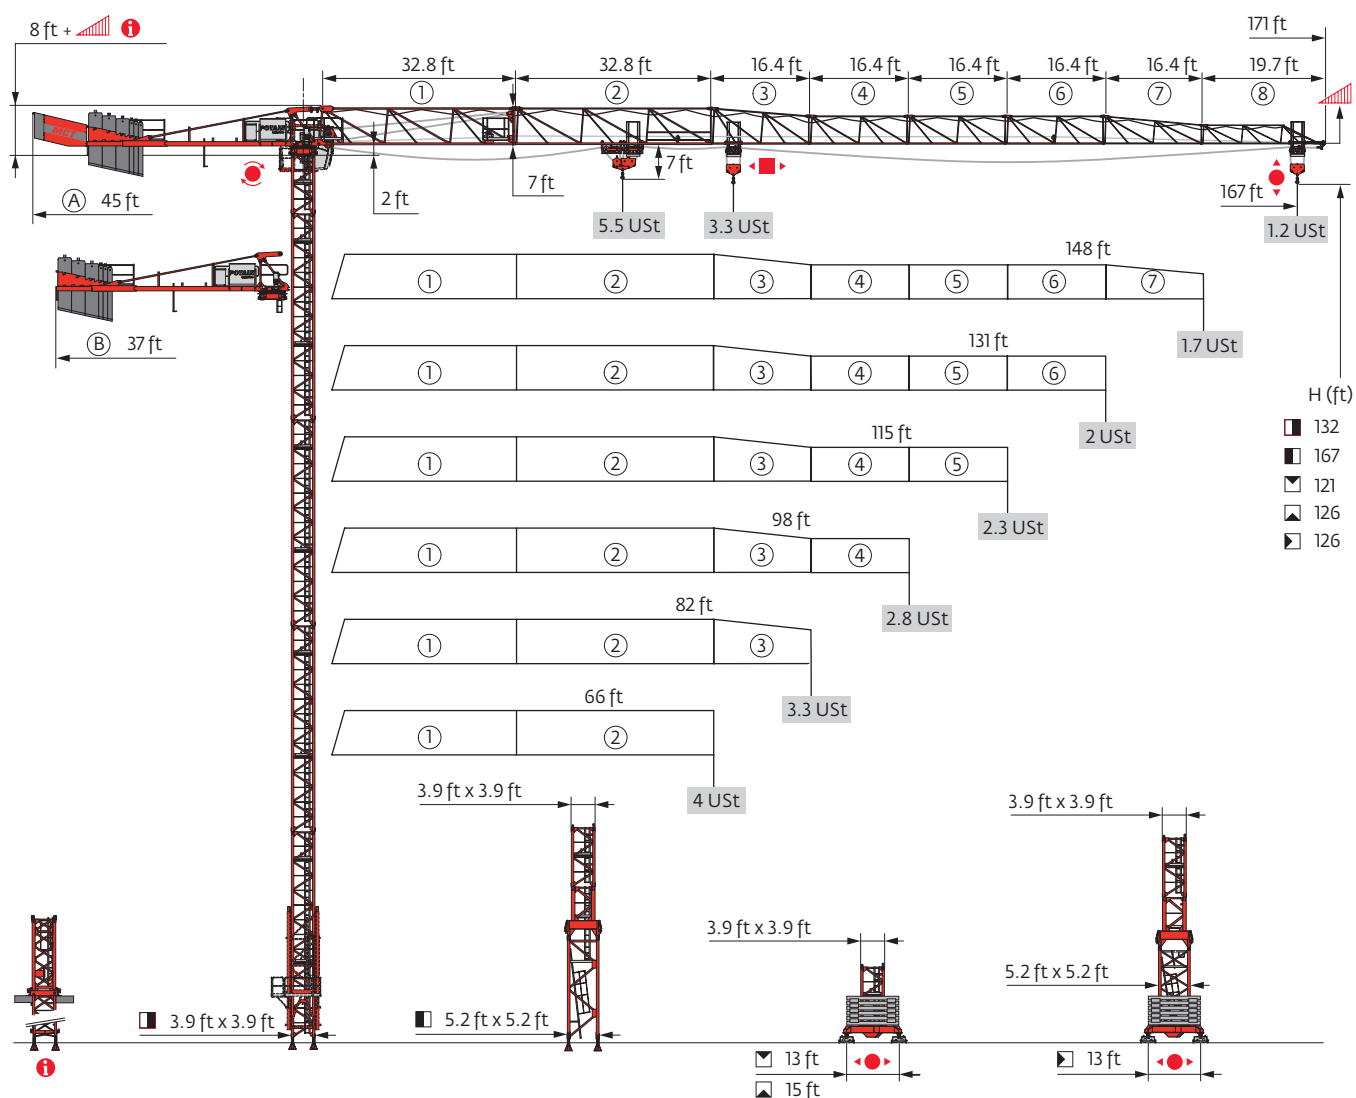 8 ft +
171 ft
32.8 ft 32.8 ft 16.4 ft 16.4 ft 16.4 ft 16.4 ft 16.4 ft 19.7 ft
① ② ③ ④ ⑤ ⑥ ⑦ ⑧
POTAIN
7 ft
2 ft
7 ft
167 ft
Ⓐ 45 ft
5.5 USt 3.3 USt 1.2 USt
148 ft
① ② ③ ④ ⑤ ⑥ ⑦
POTAIN
Ⓑ 37 ft
1.7 USt
131 ft
① ② ③ ④ ⑤ ⑥
2 USt
H (ft)
132
167
121
126
126
115 ft
① ② ③ ④ ⑤
2.3 USt
98 ft
① ② ③ ④
2.8 USt
82 ft
① ② ③
3.3 USt
66 ft
① ②
4 USt
3.9 ft x 3.9 ft
3.9 ft x 3.9 ft
3.9 ft x 3.9 ft
5.2 ft x 5.2 ft
3.9 ft x 3.9 ft
5.2 ft x 5.2 ft
i
13 ft
15 ft
13 ft